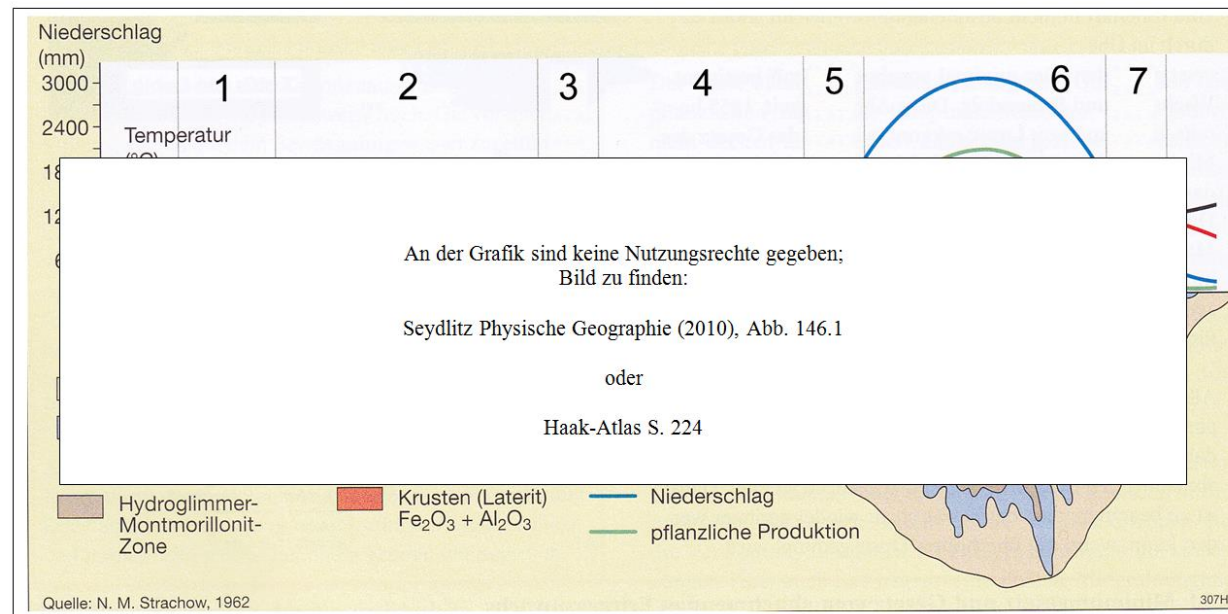 Niederschlag
(mm)
3000
1 2 3 4 5 6 7
2400
Temperatur
An der Grafik sind keine Nutzungsrechte gegeben;
Bild zu finden:
Seydlitz Physische Geographie (2010), Abb. 146.1
oder
Haak-Atlas S. 224
Hydroglimmer-
Montmorillonit-
Zone
Krusten (Laterit)
Fe₂O₃ + Al₂O₃
Niederschlag
pflanzliche Produktion
Quelle: N. M. Strachow, 1962
307H